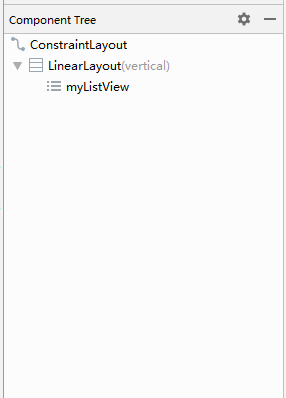 Component Tree
ConstraintLayout
LinearLayout(vertical)
myListView